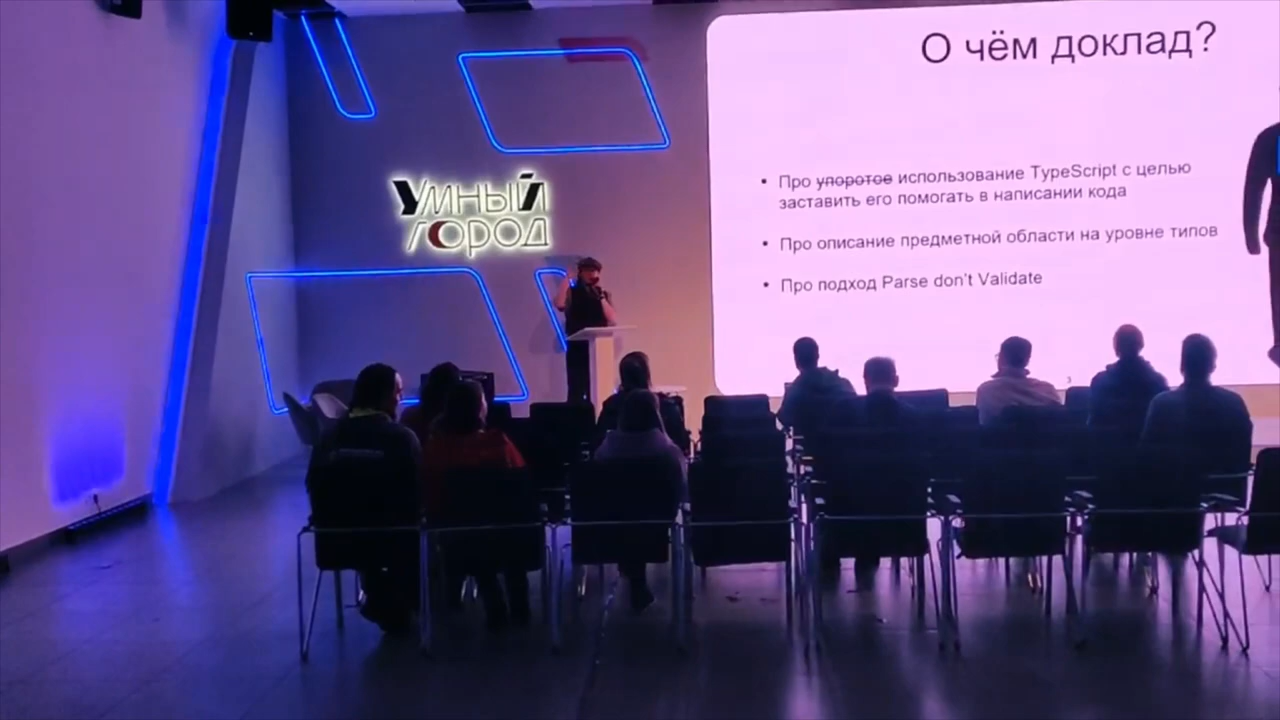 О чём доклад?
Умный
город
• Про упоротое использование TypeScript с целью
заставить его помогать в написании кода
• Про описание предметной области на уровне типов
• Про подход Parse don't Validate
3